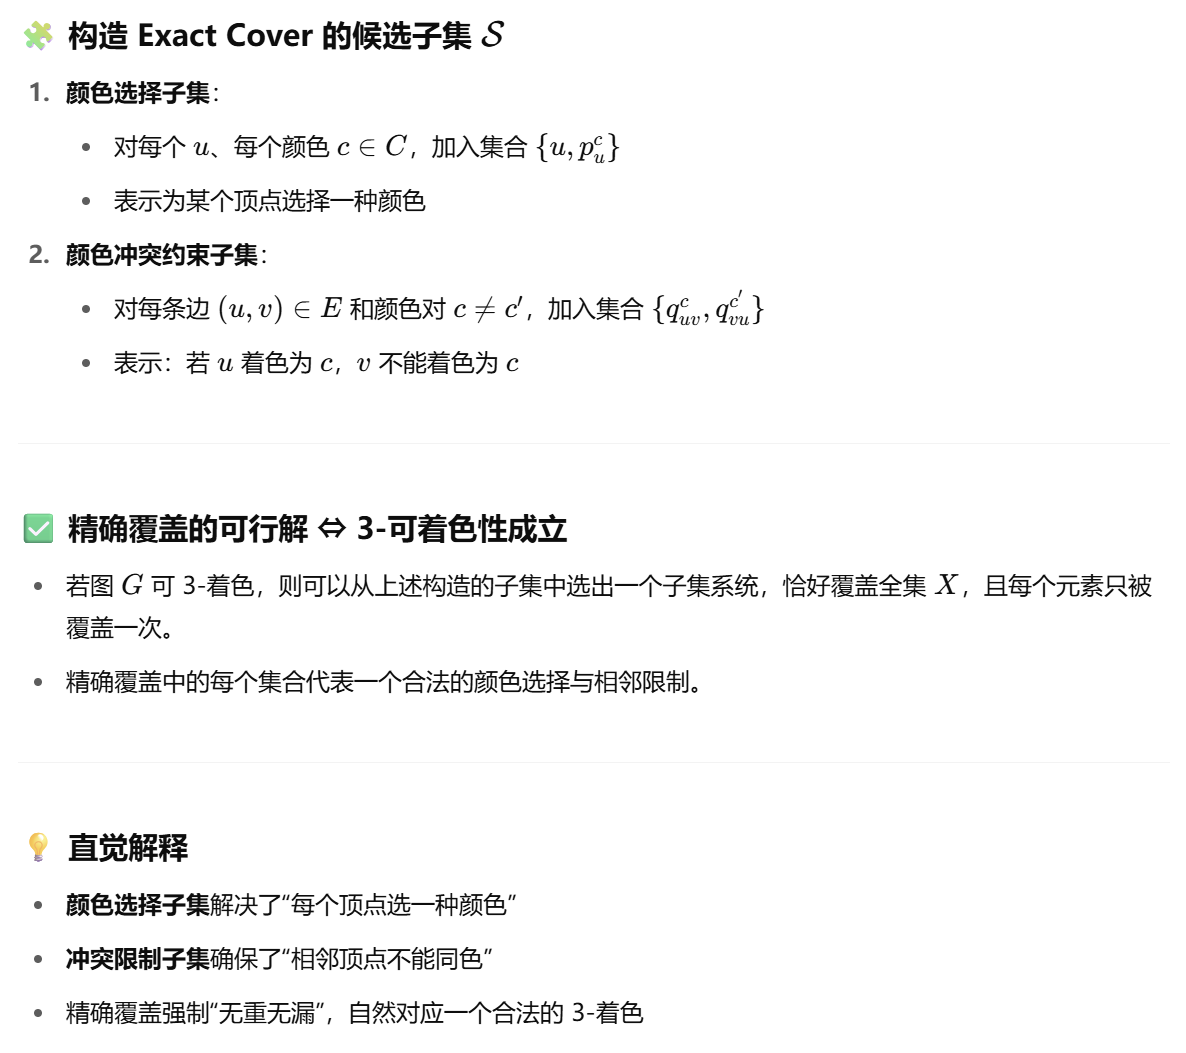 🧩 构造 Exact Cover 的候选子集 𝒮
1. 颜色选择子集：
• 对每个 u、每个颜色 c ∈ C，加入集合 {u, p_u^c}
• 表示为某个顶点选择一种颜色
2. 颜色冲突约束子集：
• 对每条边 (u, v) ∈ E 和颜色对 c ≠ c′，加入集合 {q_{uv}^c, q_{vu}^{c′}}
• 表示：若 u 着色为 c，v 不能着色为 c
✅ 精确覆盖的可行解 ⇔ 3-可着色性成立
• 若图 G 可 3-着色，则可以从上述构造的子集中选出一个子集系统，恰好覆盖全集 X，且每个元素只被
覆盖一次。
• 精确覆盖中的每个集合代表一个合法的颜色选择与相邻限制。
💡 直觉解释
• 颜色选择子集解决了“每个顶点选一种颜色”
• 冲突限制子集确保了“相邻顶点不能同色”
• 精确覆盖强制“无重无漏”，自然对应一个合法的 3-着色